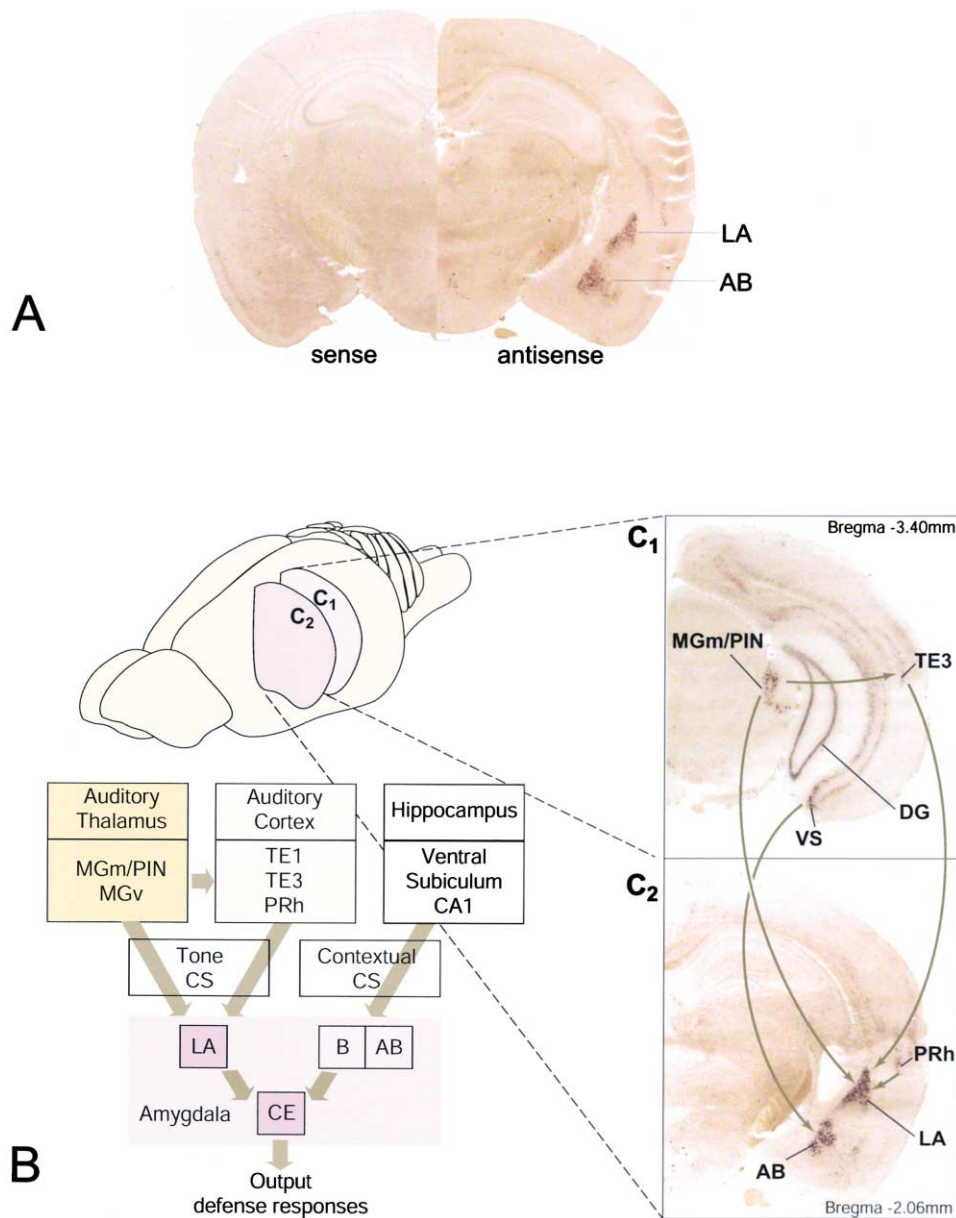 LA
AB
A
sense
antisense
C1
Bregma -3.40mm
MGm/PIN
TE3
C1
C2
DG
VS
Auditory
Thalamus
MGm/PIN
MGv
Auditory
Cortex
TE1
TE3
PRh
Hippocampus
Ventral
Subiculum
CA1
Tone
CS
Contextual
CS
LA
B
AB
Amygdala
CE
Output
defense responses
B
C2
PRh
LA
AB
Bregma -2.06mm